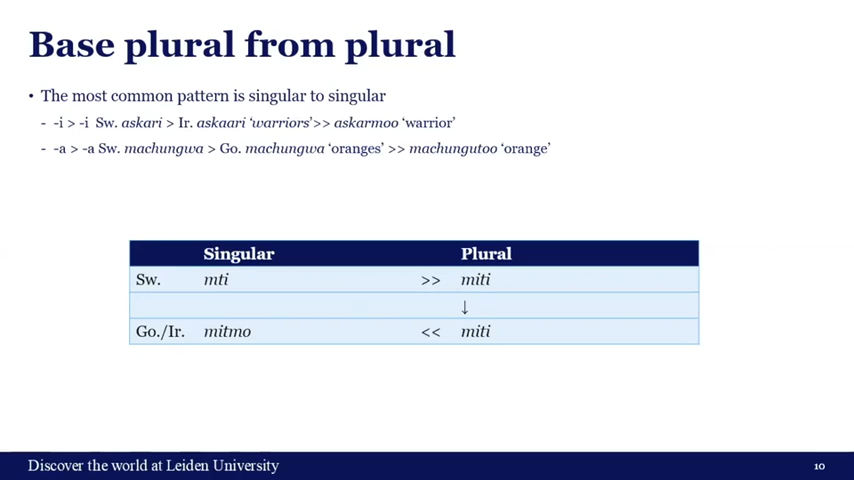 Base plural from plural
• The most common pattern is singular to singular
- -i > -i Sw. askari > Ir. askaari ‘warriors’>> askarmoo ‘warrior’
- -a > -a Sw. machungwa > Go. machungwa ‘oranges’ >> machungutoo ‘orange’
Singular Plural
Sw. mti >> miti
↓
Go./Ir. mitmo << miti
Discover the world at Leiden University 10